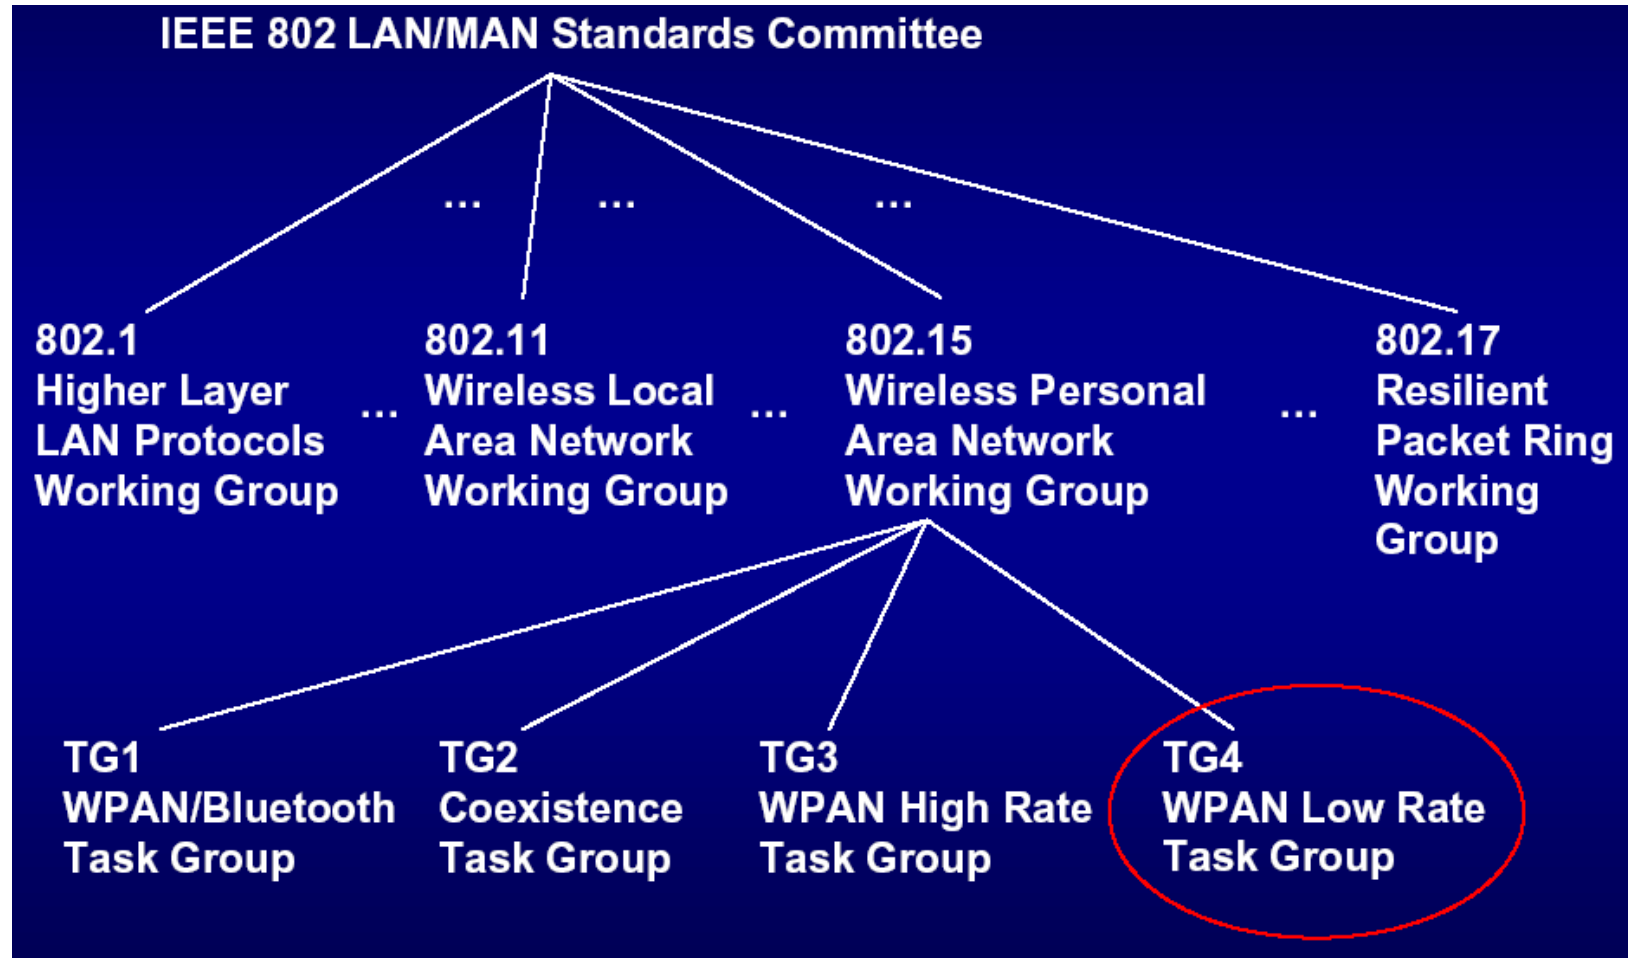 IEEE 802 LAN/MAN Standards Committee
... ... ...
802.1
Higher Layer
LAN Protocols
Working Group
...
802.11
Wireless Local
Area Network
Working Group
...
802.15
Wireless Personal
Area Network
Working Group
...
802.17
Resilient
Packet Ring
Working
Group
TG1
WPAN/Bluetooth
Task Group
TG2
Coexistence
Task Group
TG3
WPAN High Rate
Task Group
TG4
WPAN Low Rate
Task Group